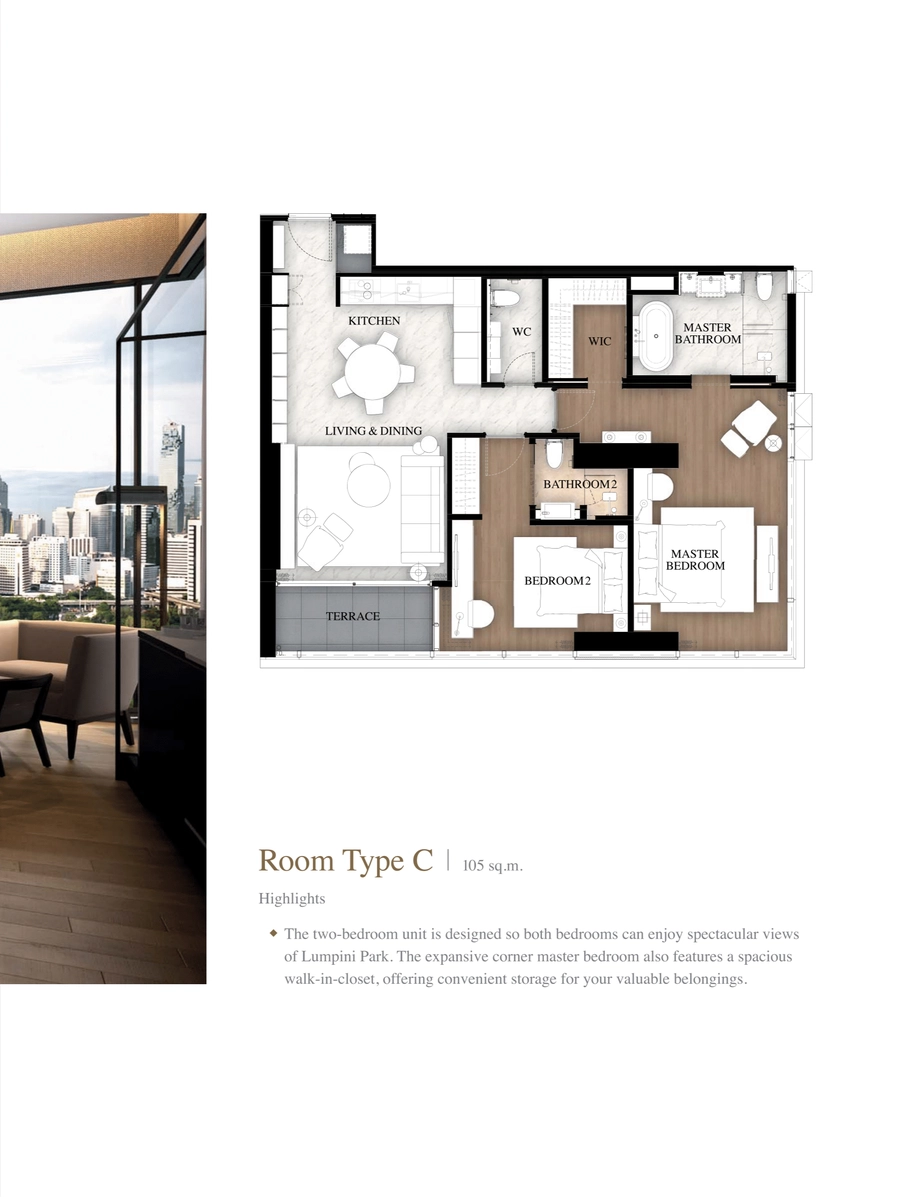 KITCHEN
WC
WIC
MASTER
BATHROOM
LIVING & DINING
BATHROOM 2
MASTER
BEDROOM
BEDROOM 2
TERRACE
Room Type C | 105 sq.m.
Highlights
The two-bedroom unit is designed so both bedrooms can enjoy spectacular views
of Lumpini Park. The expansive corner master bedroom also features a spacious
walk-in-closet, offering convenient storage for your valuable belongings.